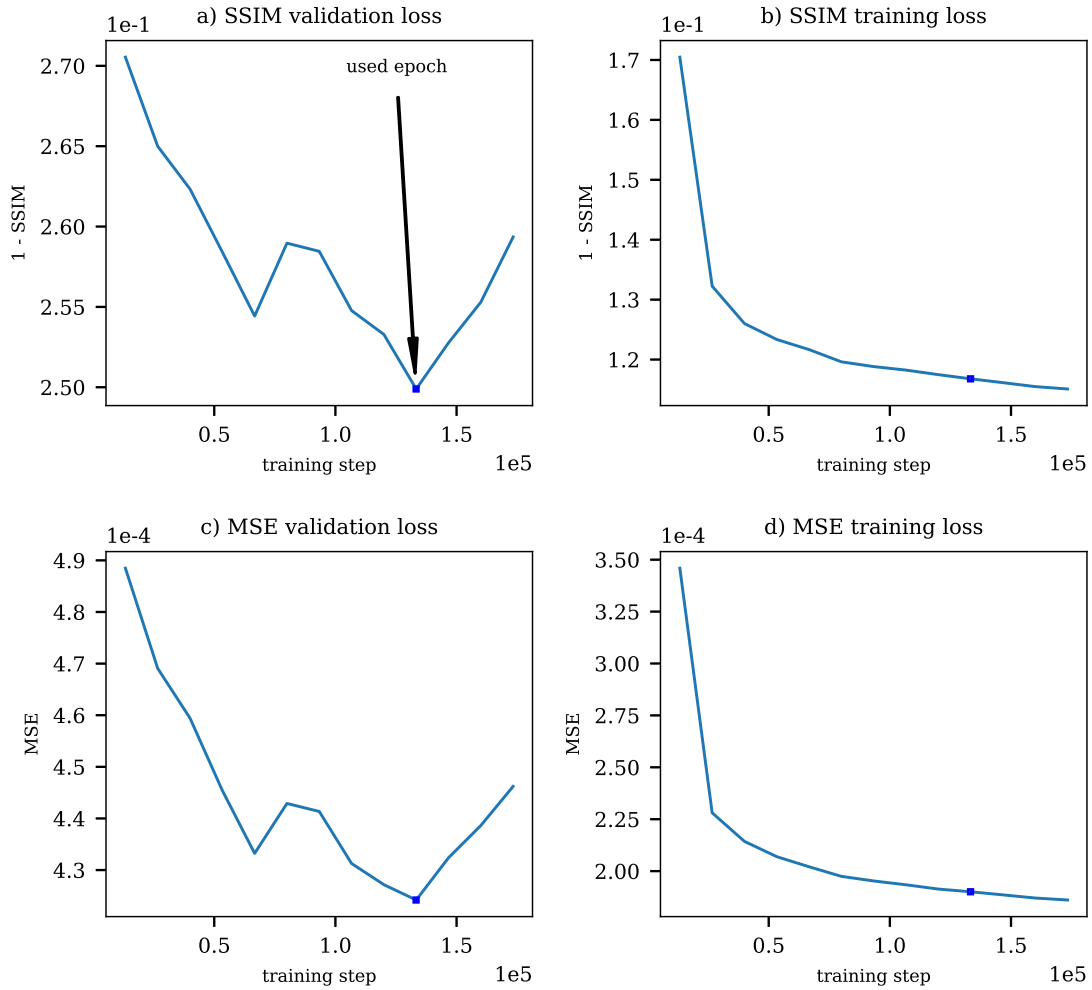 a) SSIM validation loss
1e-1
2.70
2.65
2.60
2.55
2.50
1 - SSIM
used epoch
0.5
1.0
1.5
training step
1e5
b) SSIM training loss
1e-1
1.7
1.6
1.5
1.4
1.3
1.2
1 - SSIM
0.5
1.0
1.5
training step
1e5
c) MSE validation loss
1e-4
4.9
4.8
4.7
4.6
4.5
4.4
4.3
MSE
0.5
1.0
1.5
training step
1e5
d) MSE training loss
1e-4
3.50
3.25
3.00
2.75
2.50
2.25
2.00
MSE
0.5
1.0
1.5
training step
1e5